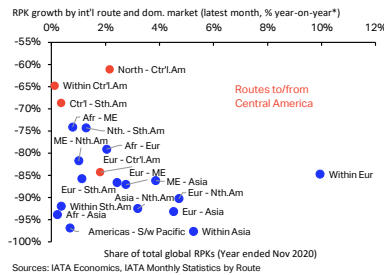 RPK growth by int'l route and dom. market (latest month, % year-on-year*)
-55%
-60%
-65%
-70%
-75%
-80%
-85%
-90%
-95%
-100%
0% 2% 4% 6% 8% 10% 12%
North - Ctr'l.Am
Within Ctr'l.Am
Routes to/from
Central America
Ctr'l - Sth.Am
Afr - ME
Nth. - Sth.Am
ME - Nth.Am
Afr - Eur
Eur - Ctr'l.Am
Within Eur
Eur - ME
ME - Asia
Eur - Sth.Am
Eur - Nth.Am
Asia - Nth.Am
Within Sth.Am
Afr - Asia
Eur - Asia
Americas - S/w Pacific
Within Asia
Share of total global RPKs (Year ended Nov 2020)
Sources: IATA Economics, IATA Monthly Statistics by Route